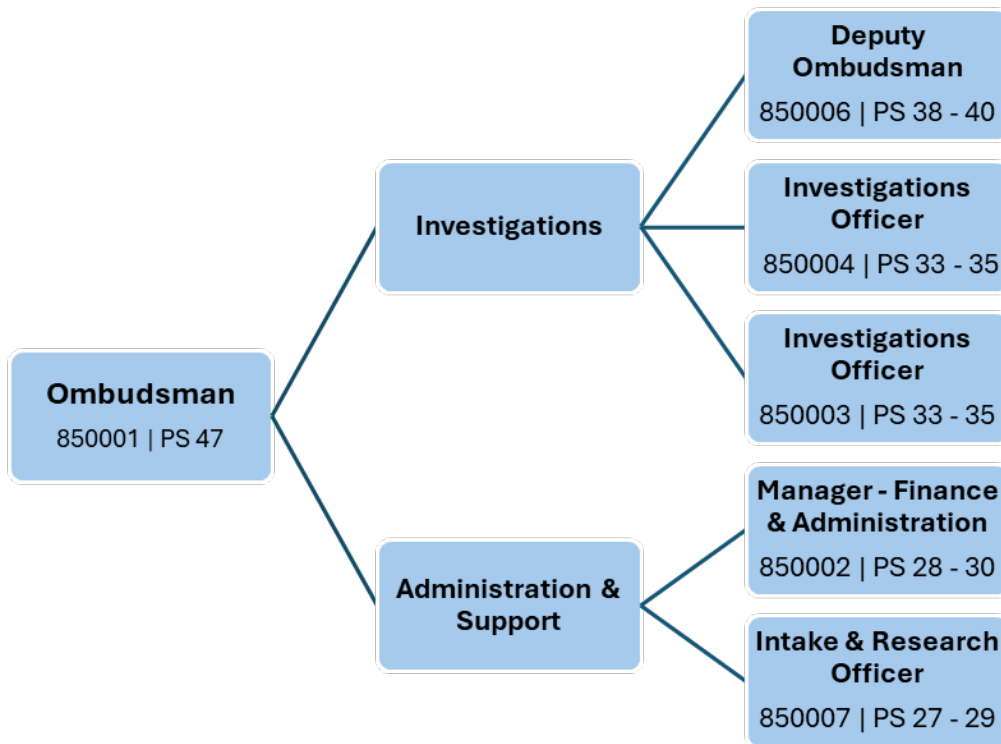 Ombudsman
850001 | PS 47
Investigations
Deputy
Ombudsman
850006 | PS 38 - 40
Investigations
Officer
850004 | PS 33 - 35
Investigations
Officer
850003 | PS 33 - 35
Administration &
Support
Manager - Finance
& Administration
850002 | PS 28 - 30
Intake & Research
Officer
850007 | PS 27 - 29